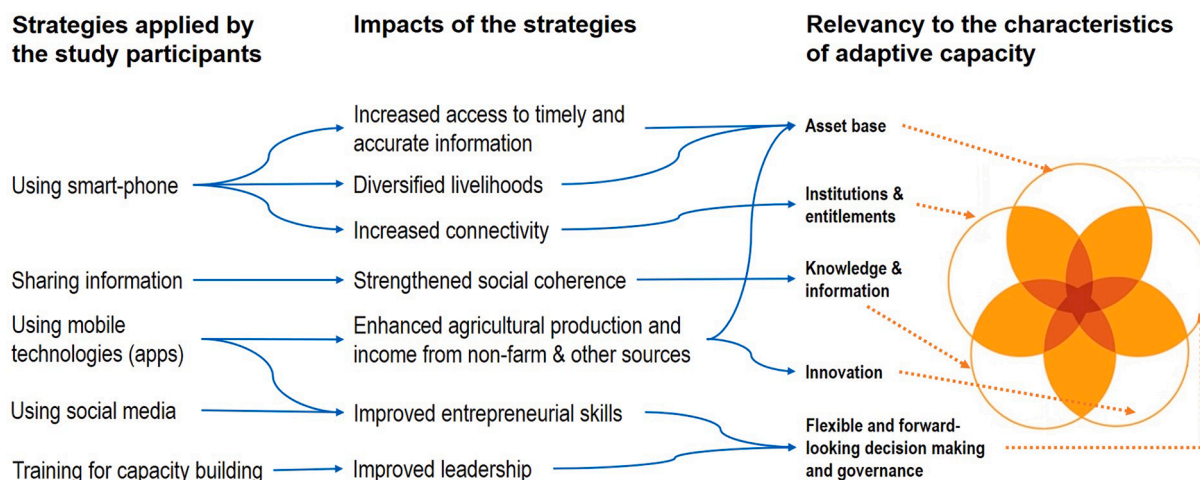 Strategies applied by
the study participants
Impacts of the strategies
Relevancy to the characteristics
of adaptive capacity
Using smart-phone
Sharing information
Using mobile
technologies (apps)
Using social media
Training for capacity building
Increased access to timely and
accurate information
Diversified livelihoods
Increased connectivity
Strengthened social coherence
Enhanced agricultural production and
income from non-farm & other sources
Improved entrepreneurial skills
Improved leadership
Asset base
Institutions &
entitlements
Knowledge &
information
Innovation
Flexible and forward-
looking decision making
and governance